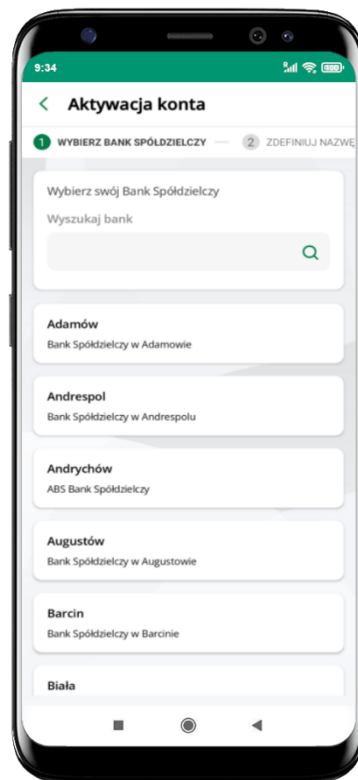 9:34
Aktywacja konta
1 WYBIERZ BANK SPÓŁDZIELCZY — 2 ZDEFINIUJ NAZWĘ
Wybierz swój Bank Spółdzielczy
Wyszukaj bank
Adamów
Bank Spółdzielczy w Adamowie
Andrespol
Bank Spółdzielczy w Andrespolu
Andrychów
ABS Bank Spółdzielczy
Augustów
Bank Spółdzielczy w Augustowie
Barcin
Bank Spółdzielczy w Barcinie
Biała